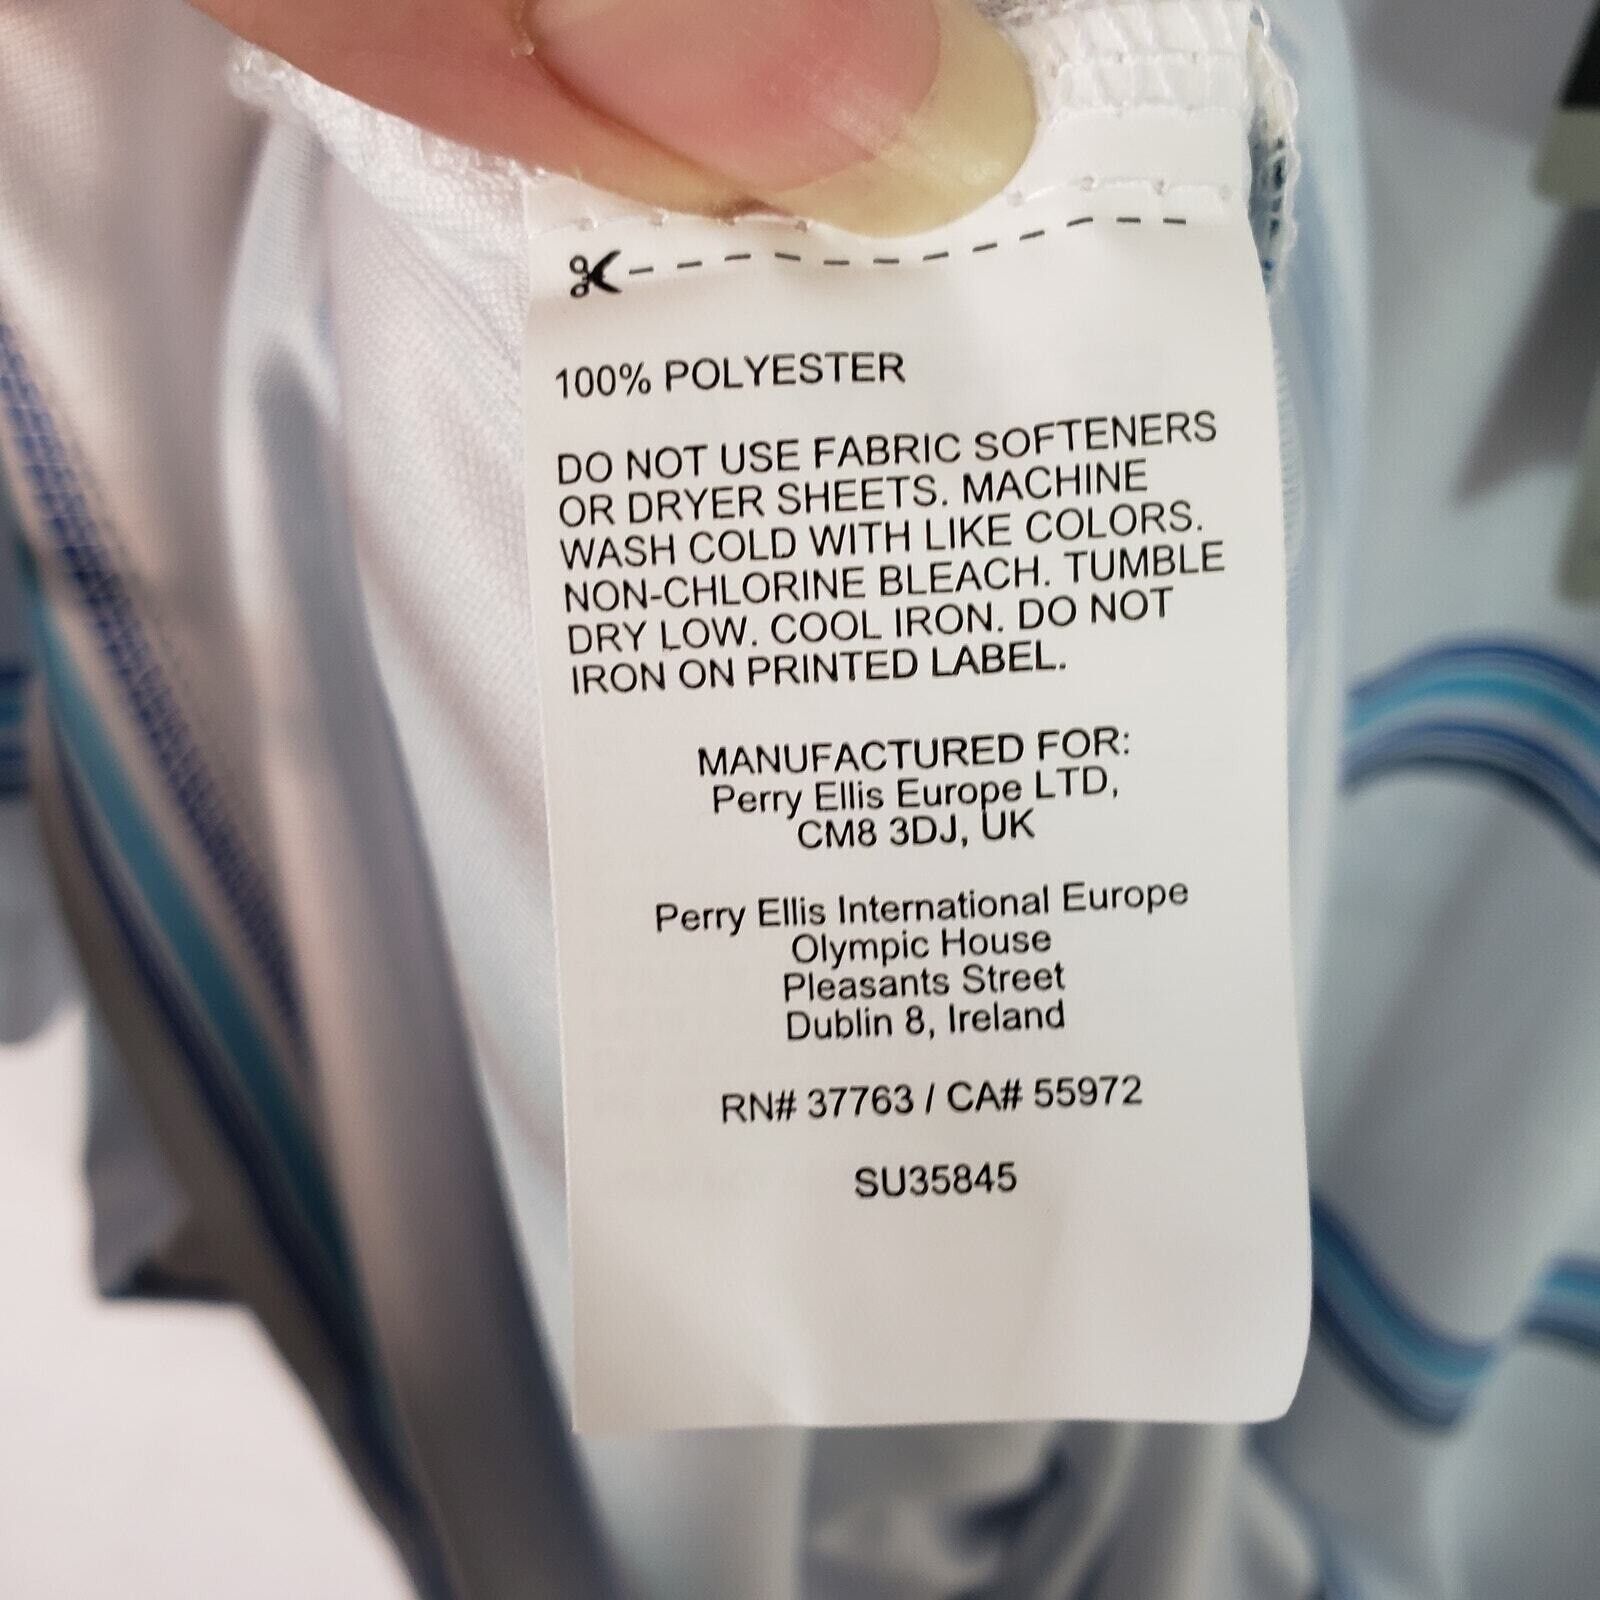 100% POLYESTER
DO NOT USE FABRIC SOFTENERS
OR DRYER SHEETS. MACHINE
WASH COLD WITH LIKE COLORS.
NON-CHLORINE BLEACH. TUMBLE
DRY LOW. COOL IRON. DO NOT
IRON ON PRINTED LABEL.
MANUFACTURED FOR:
Perry Ellis Europe LTD,
CM8 3DJ, UK
Perry Ellis International Europe
Olympic House
Pleasants Street
Dublin 8, Ireland
RN# 37763 / CA# 55972
SU35845